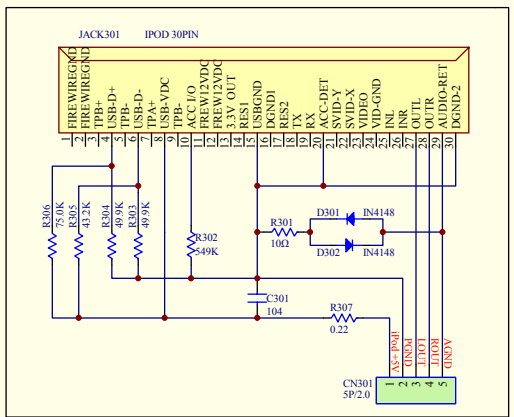 JACK301 IPOD 30PIN
FIREWIREGND
FIREWIREGND
TPB+
USB-D+
TPB-
USB-D-
TPA+
USB-VDC
TPB-
ACC I/O
FREW12VDC
FREW12VDC
3.3V OUT
RES1
USBGND
DGND1
RES2
TX
RX
ACC-DET
SVID-Y
SVID-X
VIDEO
VID-GND
INL
INR
OUTL
OUTR
AUDIO-RET
DGND-2
1 2 3 4 5 6 7 8 9 10 11 12 13 14 15 16 17 18 19 20 21 22 23 24 25 26 27 28 29 30
R306 75.0K
R305 43.2K
R304 49.9K
R303 49.9K
R302
549K
R301
10Ω
D301 IN4148
D302 IN4148
C301
104
R307
0.22
iPod +5V
PGND
LOUT
ROUT
AGND
CN301
5P/2.0
1 2 3 4 5